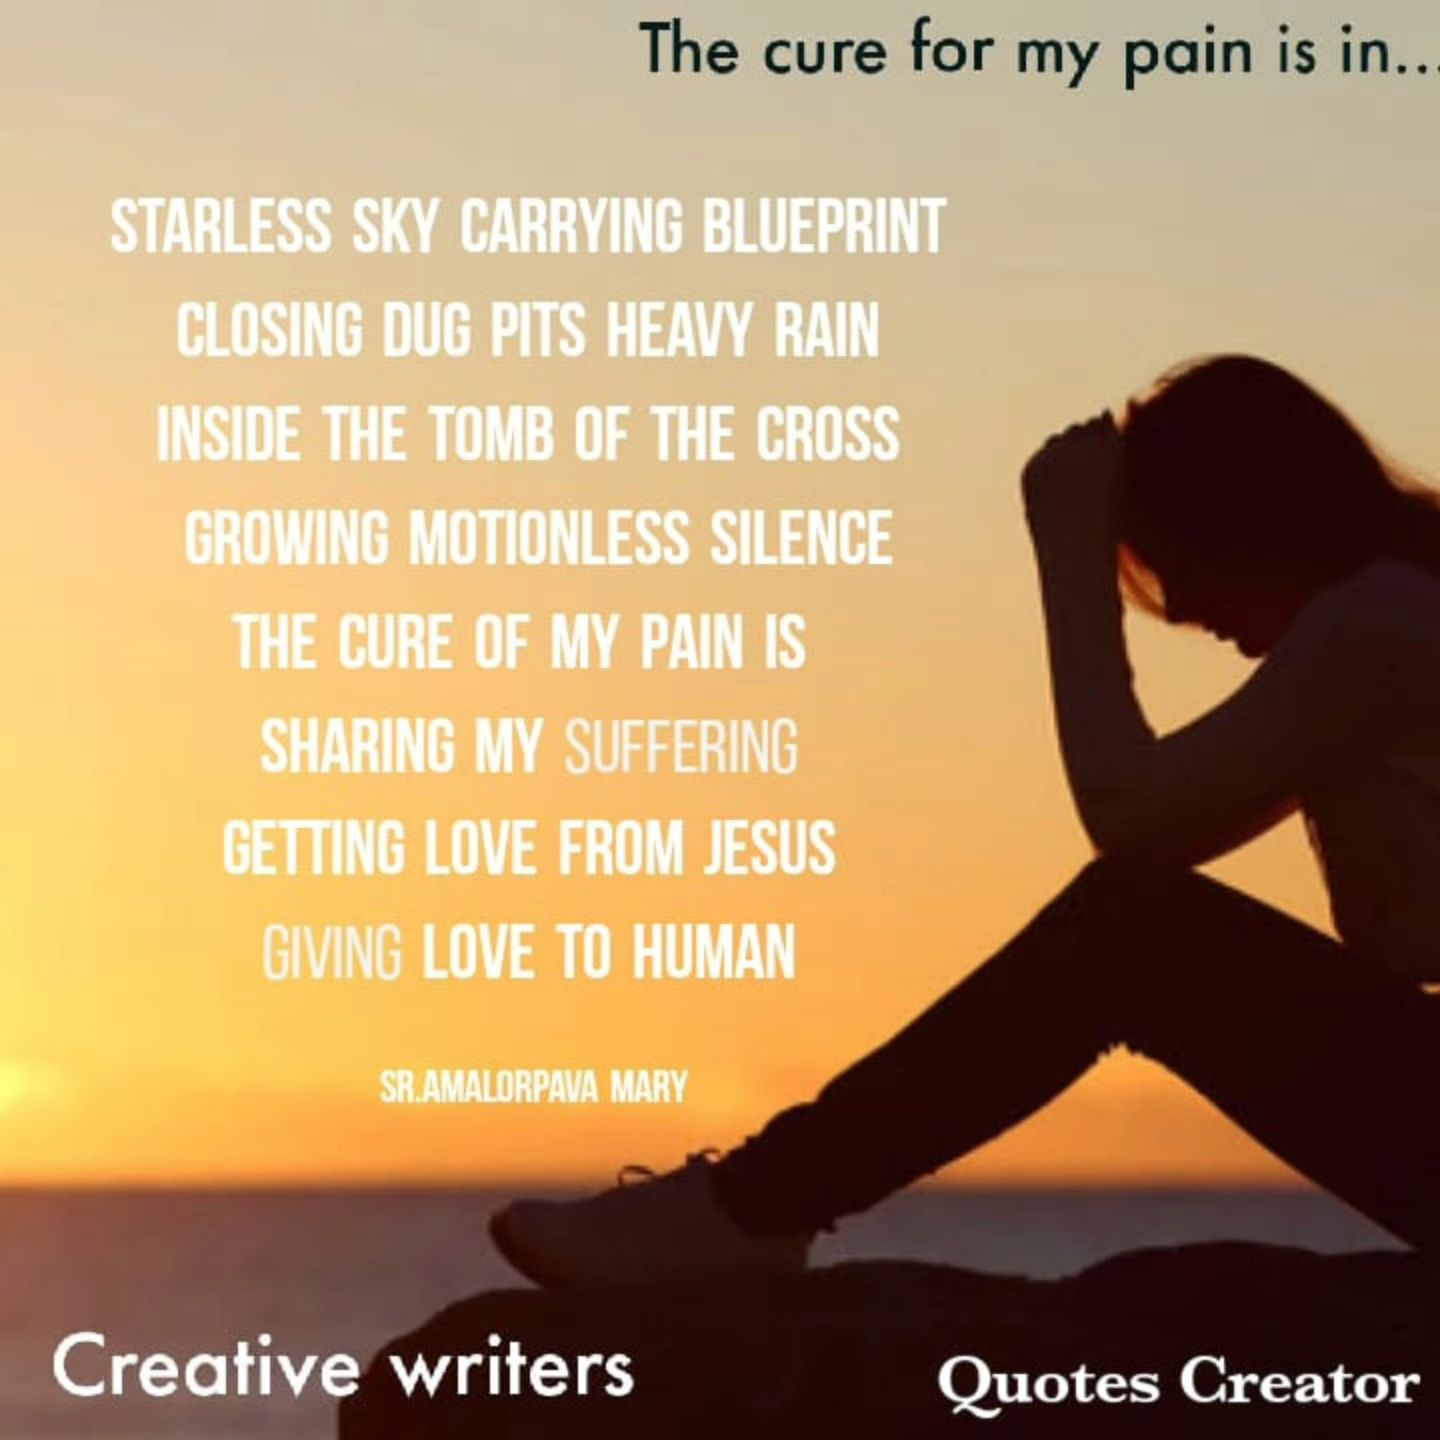 The cure for my pain is in...
STARLESS SKY CARRYING BLUEPRINT
CLOSING DUG PITS HEAVY RAIN
INSIDE THE TOMB OF THE CROSS
GROWING MOTIONLESS SILENCE
THE CURE OF MY PAIN IS
SHARING MY SUFFERING
GETTING LOVE FROM JESUS
GIVING LOVE TO HUMAN
SR.AMALORPAVA MARY
Creative writers
Quotes Creator